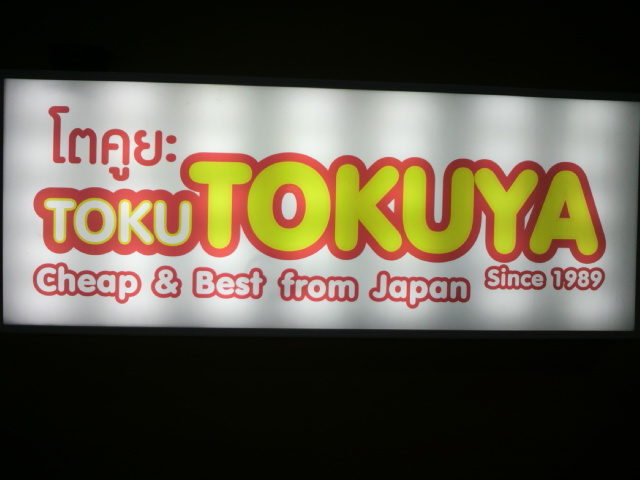 โตคูยะ
TOKU TOKUYA
Cheap & Best from Japan Since 1989